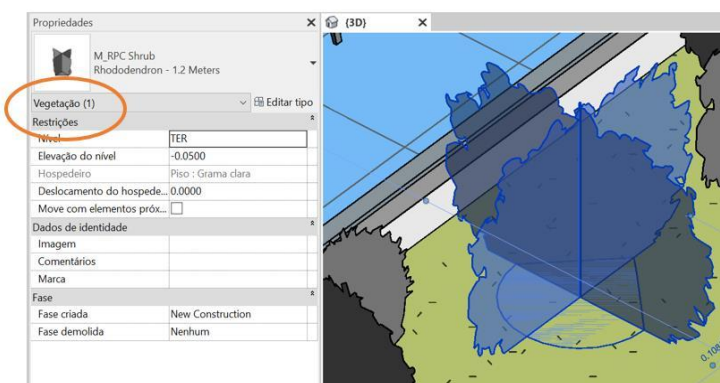 Propriedades
{3D}
M_RPC Shrub
Rhododendron - 1.2 Meters
Vegetação (1)
Editar tipo
Restrições
Nível TER
Elevação do nível -0.0500
Hospedeiro Piso : Grama clara
Deslocamento do hospede... 0.0000
Move com elementos próx...
Dados de identidade
Imagem
Comentários
Marca
Fase
Fase criada New Construction
Fase demolida Nenhum